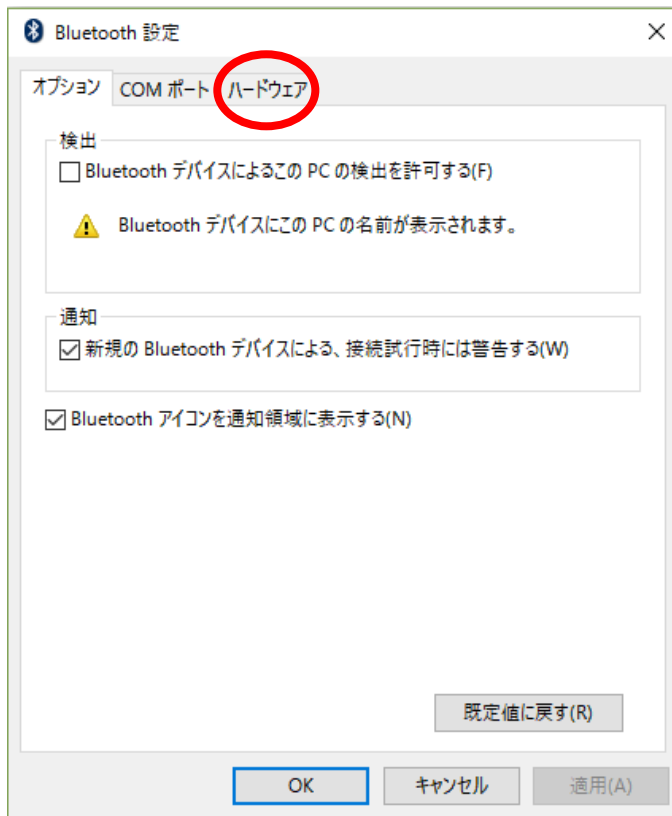 Bluetooth 設定
オプション COM ポート ハードウェア
検出
Bluetooth デバイスによるこの PC の検出を許可する(F)
Bluetooth デバイスにこの PC の名前が表示されます。
通知
新規の Bluetooth デバイスによる、接続試行時には警告する(W)
Bluetooth アイコンを通知領域に表示する(N)
既定値に戻す(R)
OK キャンセル 適用(A)